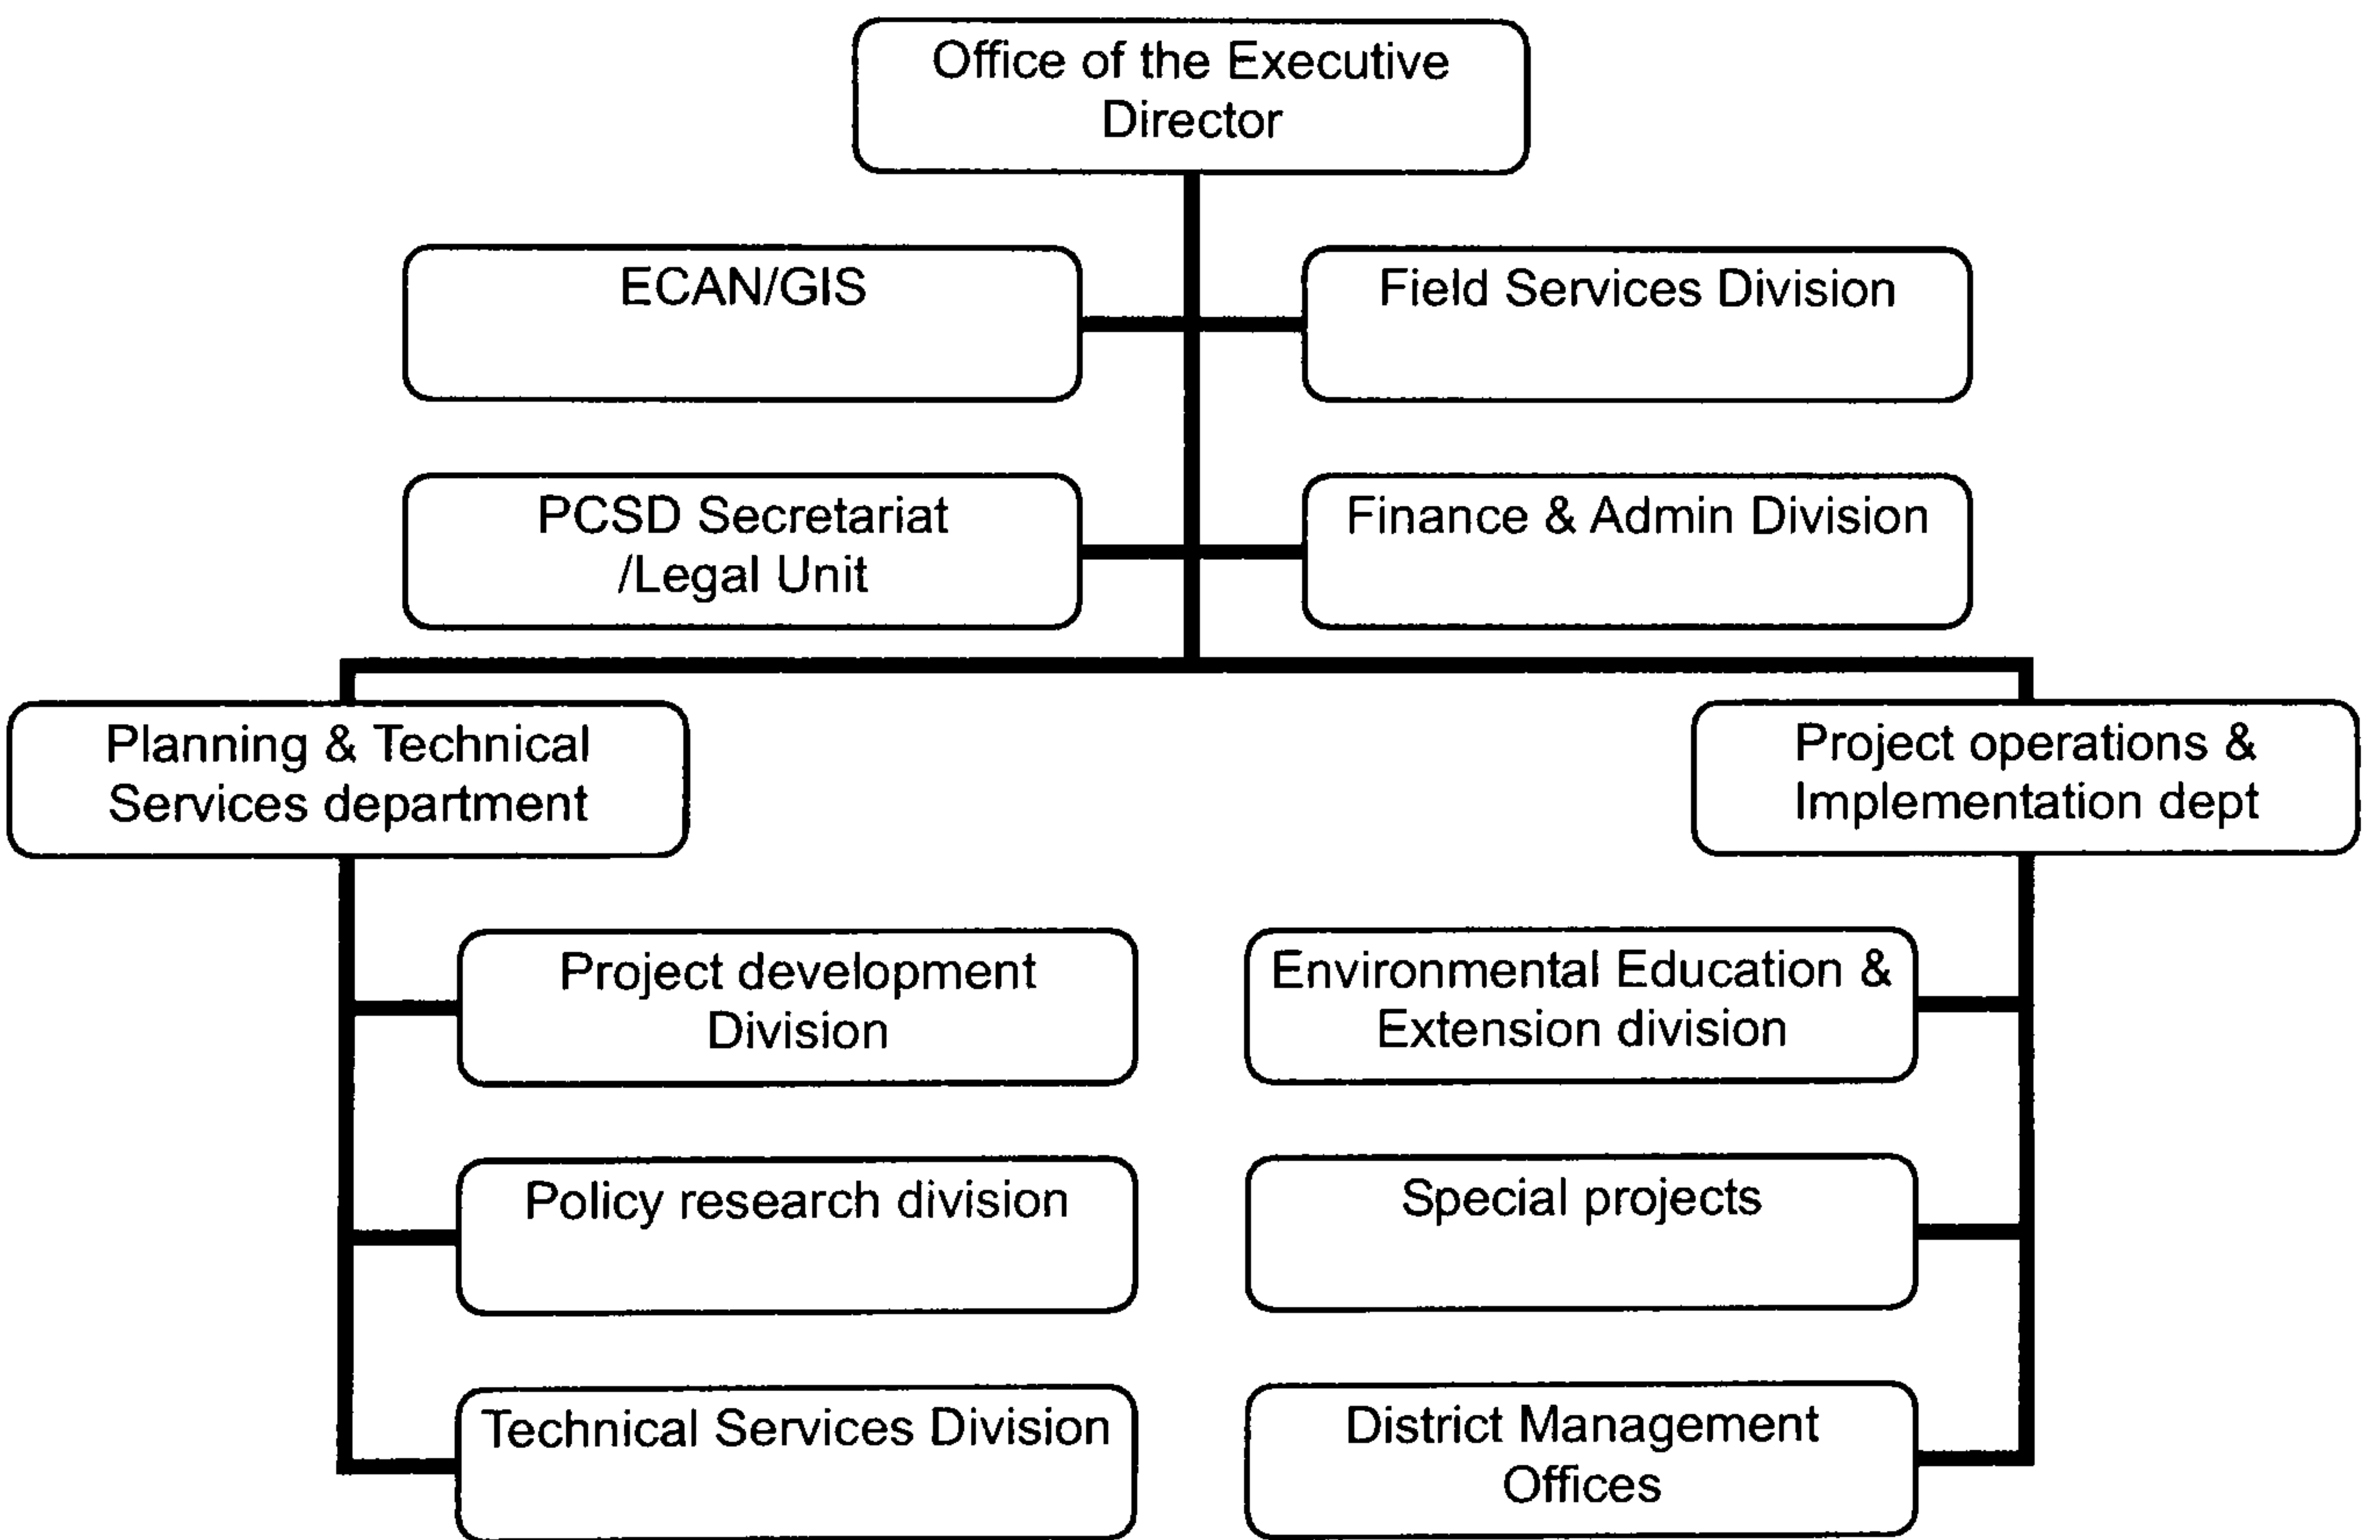 Office of the Executive
Director
ECAN/GIS
Field Services Division
PCSD Secretariat
/Legal Unit
Finance & Admin Division
Planning & Technical
Services department
Project operations &
Implementation dept
Project development
Division
Environmental Education &
Extension division
Policy research division
Special projects
Technical Services Division
District Management
Offices